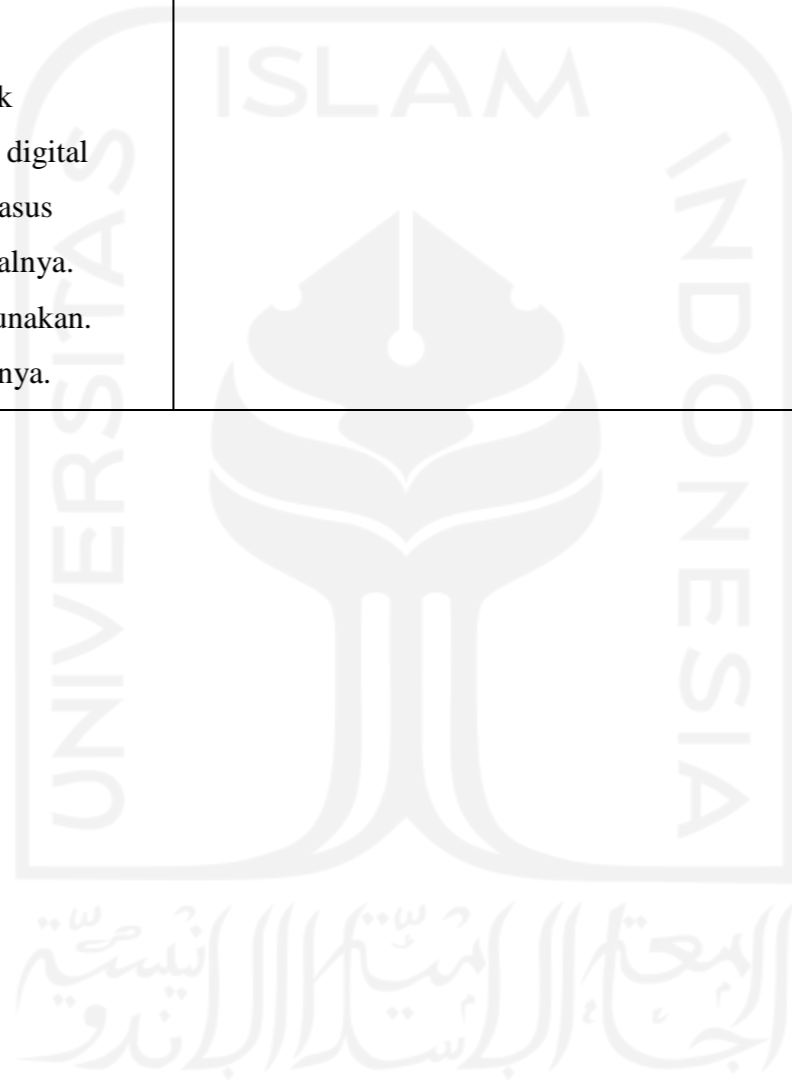 k
digital
asus
alnya.
unakan.
nya.
ISLAM
UNIVERSITAS
INDONESIA